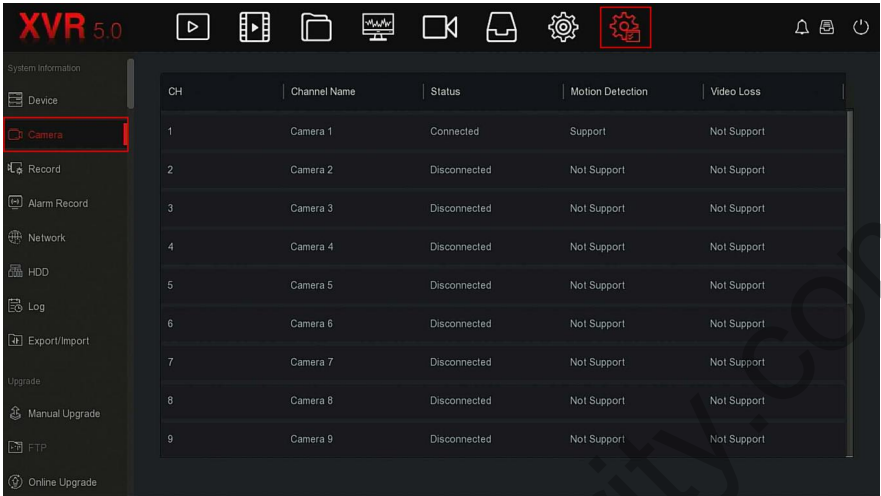 XVR 5.0
System Information
Device
Camera
Record
Alarm Record
Network
HDD
Log
Export/Import
Upgrade
Manual Upgrade
FTP
Online Upgrade
CH Channel Name Status Motion Detection Video Loss
1 Camera 1 Connected Support Not Support
2 Camera 2 Disconnected Not Support Not Support
3 Camera 3 Disconnected Not Support Not Support
4 Camera 4 Disconnected Not Support Not Support
5 Camera 5 Disconnected Not Support Not Support
6 Camera 6 Disconnected Not Support Not Support
7 Camera 7 Disconnected Not Support Not Support
8 Camera 8 Disconnected Not Support Not Support
9 Camera 9 Disconnected Not Support Not Support